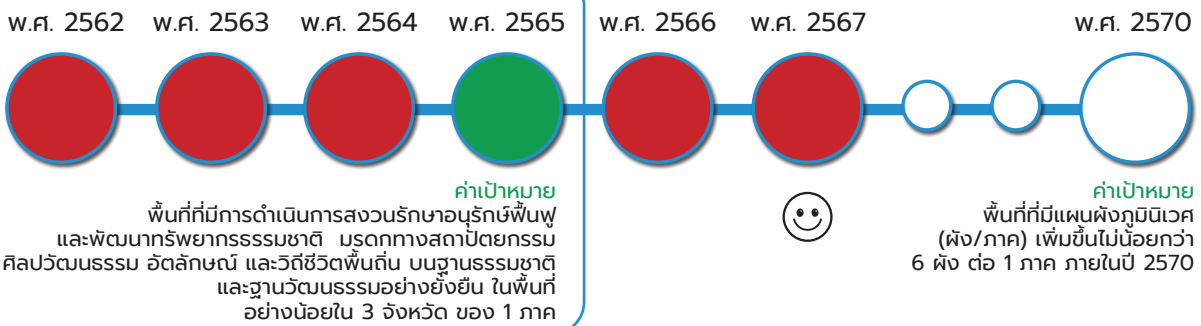 พ.ศ. 2562 พ.ศ. 2563 พ.ศ. 2564 พ.ศ. 2565 พ.ศ. 2566 พ.ศ. 2567 พ.ศ. 2570
ค่าเป้าหมาย
พื้นที่ที่มีการดำเนินการสงวนรักษาอนุรักษ์ฟื้นฟู
และพัฒนาทรัพยากรธรรมชาติ มรดกทางสถาปัตยกรรม
ศิลปวัฒนธรรม อัตลักษณ์ และวิถีชีวิตพื้นถิ่น บนฐานธรรมชาติ
และฐานวัฒนธรรมอย่างยั่งยืน ในพื้นที่
อย่างน้อยใน 3 จังหวัด ของ 1 ภาค
ค่าเป้าหมาย
พื้นที่ที่มีแผนผังภูมินิเวศ
(ผัง/ภาค) เพิ่มขึ้นไม่น้อยกว่า
6 ผัง ต่อ 1 ภาค ภายในปี 2570